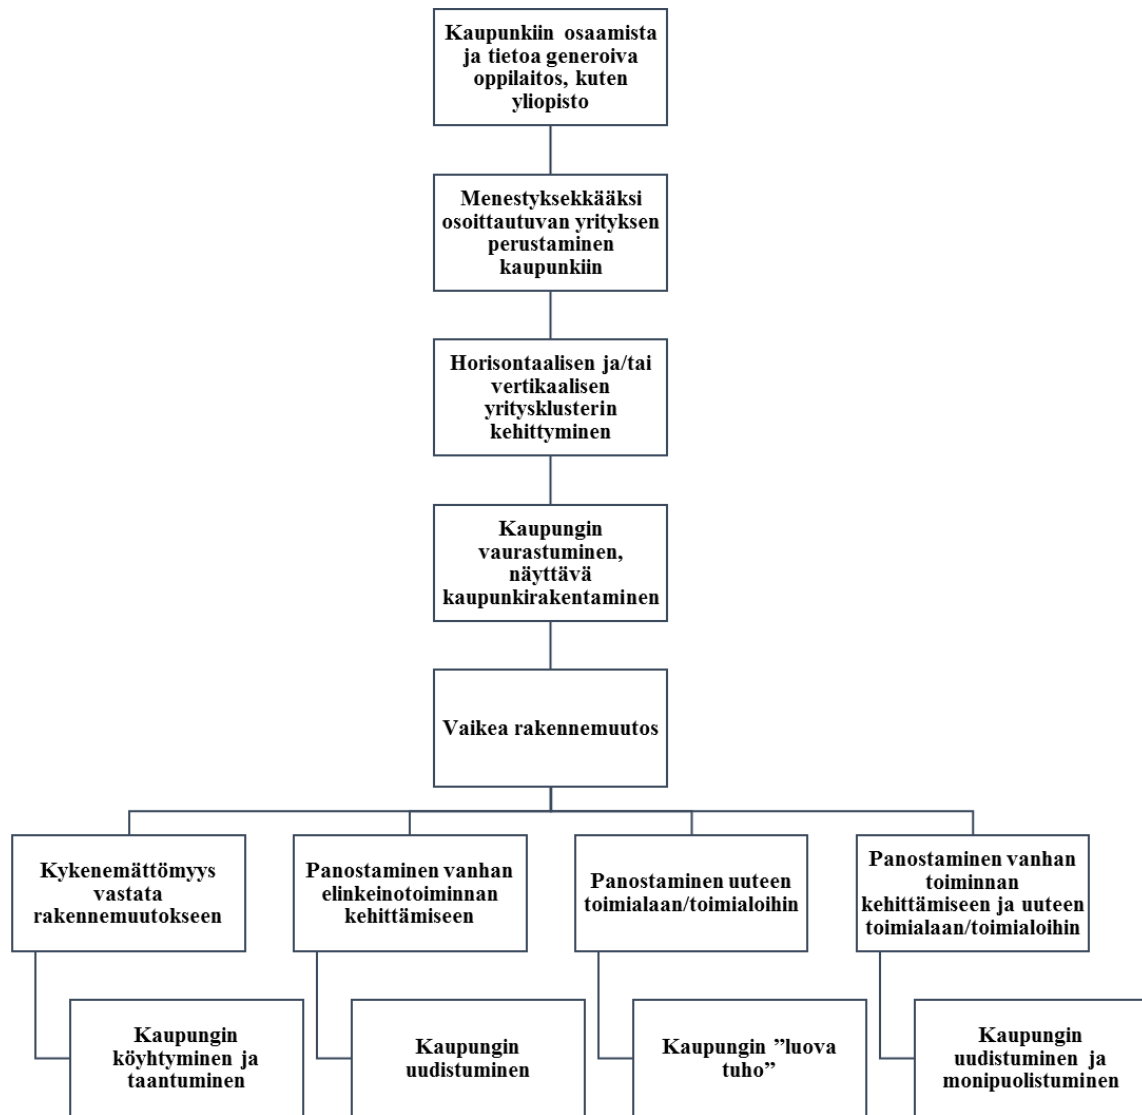 Kaupunkiin osaamista
ja tietoa generoiva
oppilaitos, kuten
yliopisto
Menestyksekkääksi
osoittautuvan yrityksen
perustaminen
kaupunkiin
Horisontaalisen ja/tai
vertikaalisen
yritysklusterin
kehittyminen
Kaupungin
vaurastuminen,
näyttävä
kaupunkirakentaminen
Vaikea rakennemuutos
Kykenemättömyys
vastata
rakennemuutokseen
Panostaminen vanhan
elinkeinotoiminnan
kehittämiseen
Panostaminen uuteen
toimialaan/toimialoihin
Panostaminen vanhan
toiminnan
kehittämiseen ja uuteen
toimialaan/toimialoihin
Kaupungin
köyhtyminen ja
taantuminen
Kaupungin
uudistuminen
Kaupungin ”luova
tuho”
Kaupungin
uudistuminen ja
monipuolistuminen